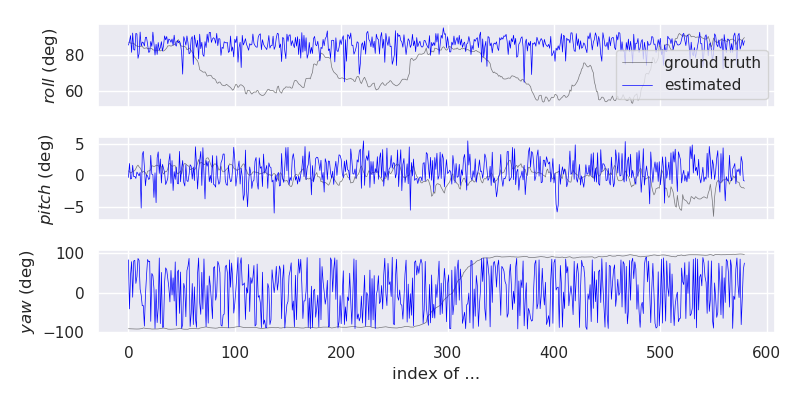 roll (deg)
80
60
ground truth
estimated
pitch (deg)
5
0
−5
yaw (deg)
100
0
−100
0 100 200 300 400 500 600
index of ...